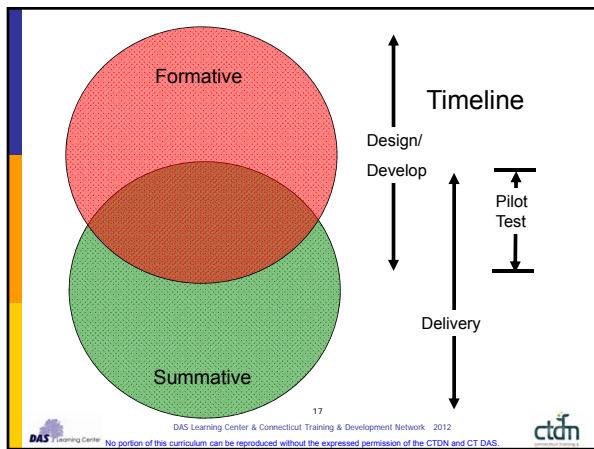 Formative
Timeline
Design/
Develop
Pilot
Test
Delivery
Summative
17
DAS Learning Center & Connecticut Training & Development Network 2012
DAS Learning Center
No portion of this curriculum can be reproduced without the expressed permission of the CTDN and CT DAS.
ctdn
connecticut training &